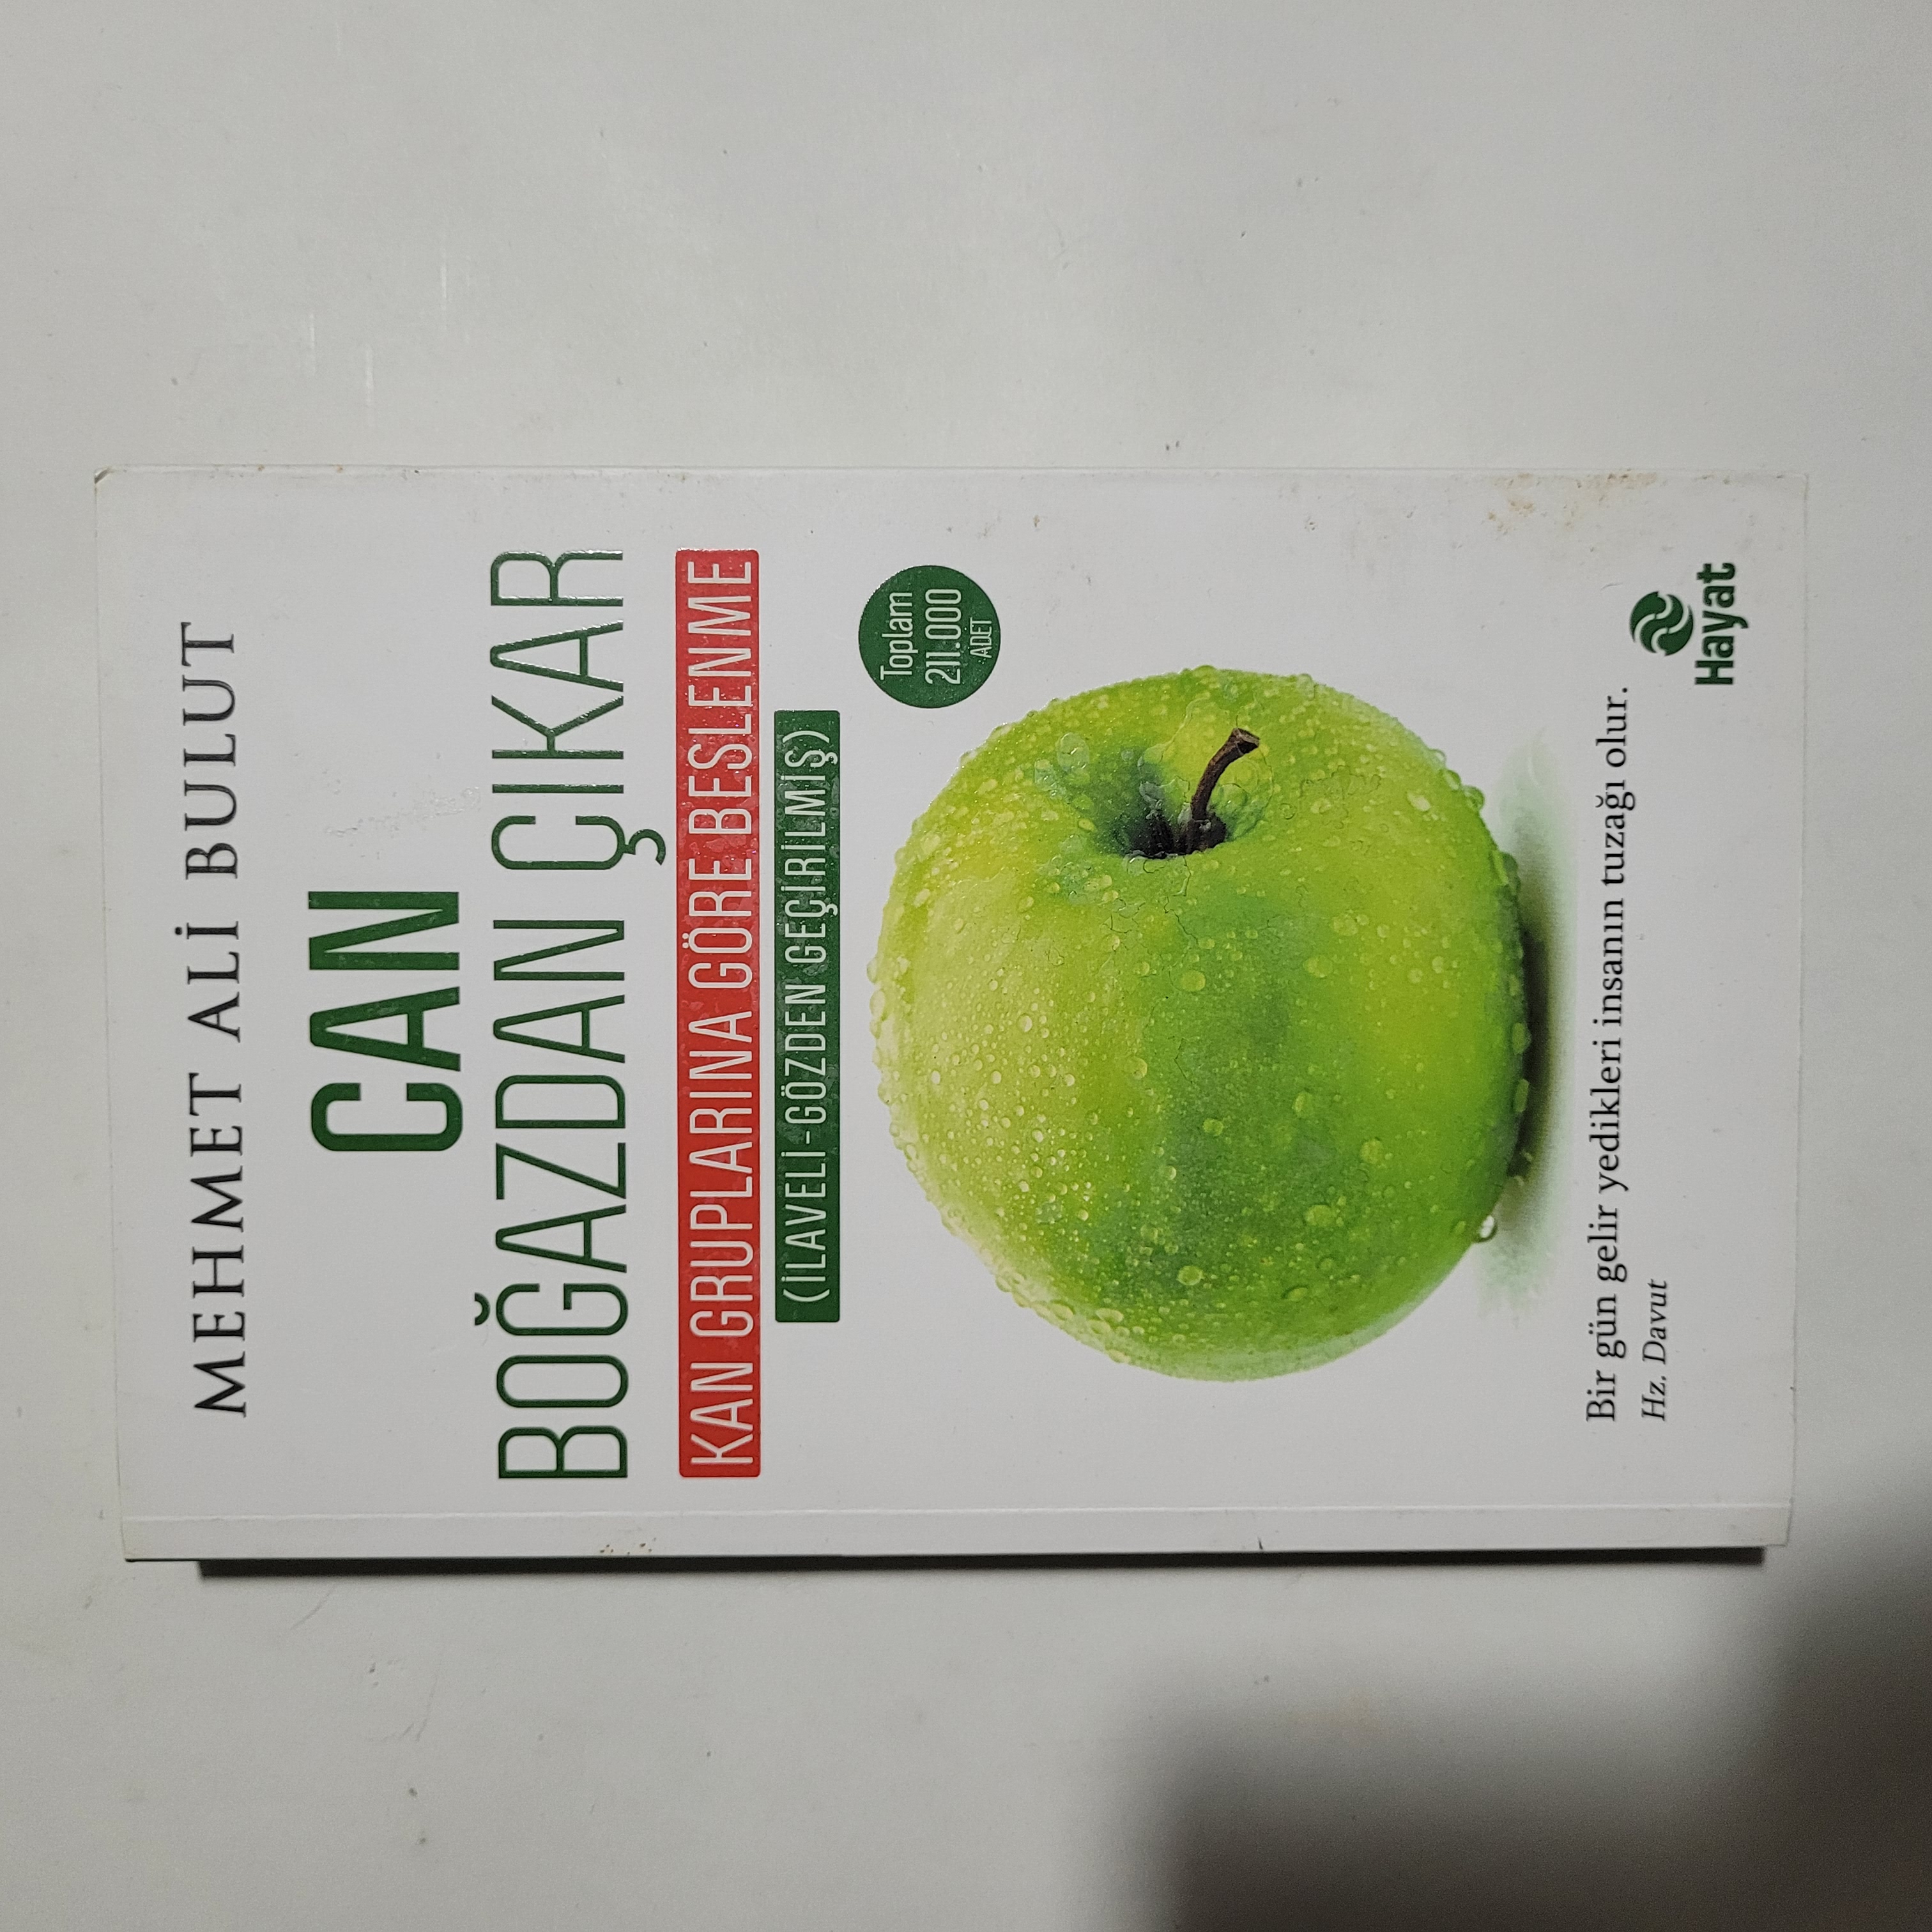 MEHMET ALİ BULUT
CAN
BOĞAZDAN ÇIKAR
KAN GRUPLARINA GÖRE BESLENME
(İLAVELİ-GÖZDEN GEÇİRİLMİŞ)
Toplam
211.000
ADET
Bir gün gelir yedikleri insanın tuzağı olur.
Hz. Davut
Hayat